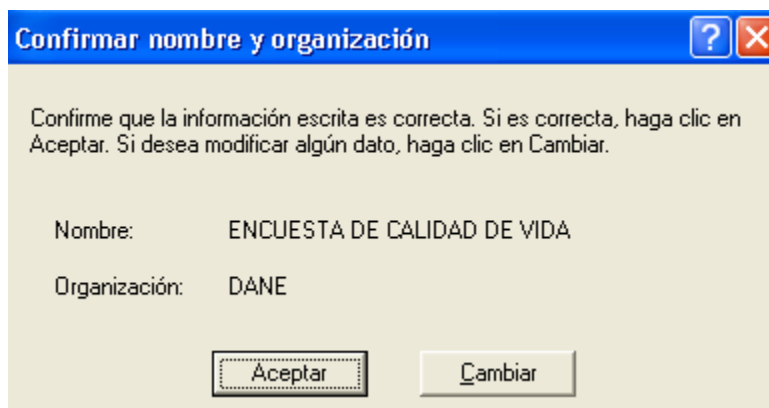 Confirmar nombre y organización
Confirme que la información escrita es correcta. Si es correcta, haga clic en
Aceptar. Si desea modificar algún dato, haga clic en Cambiar.
Nombre: ENCUESTA DE CALIDAD DE VIDA
Organización: DANE
Aceptar Cambiar